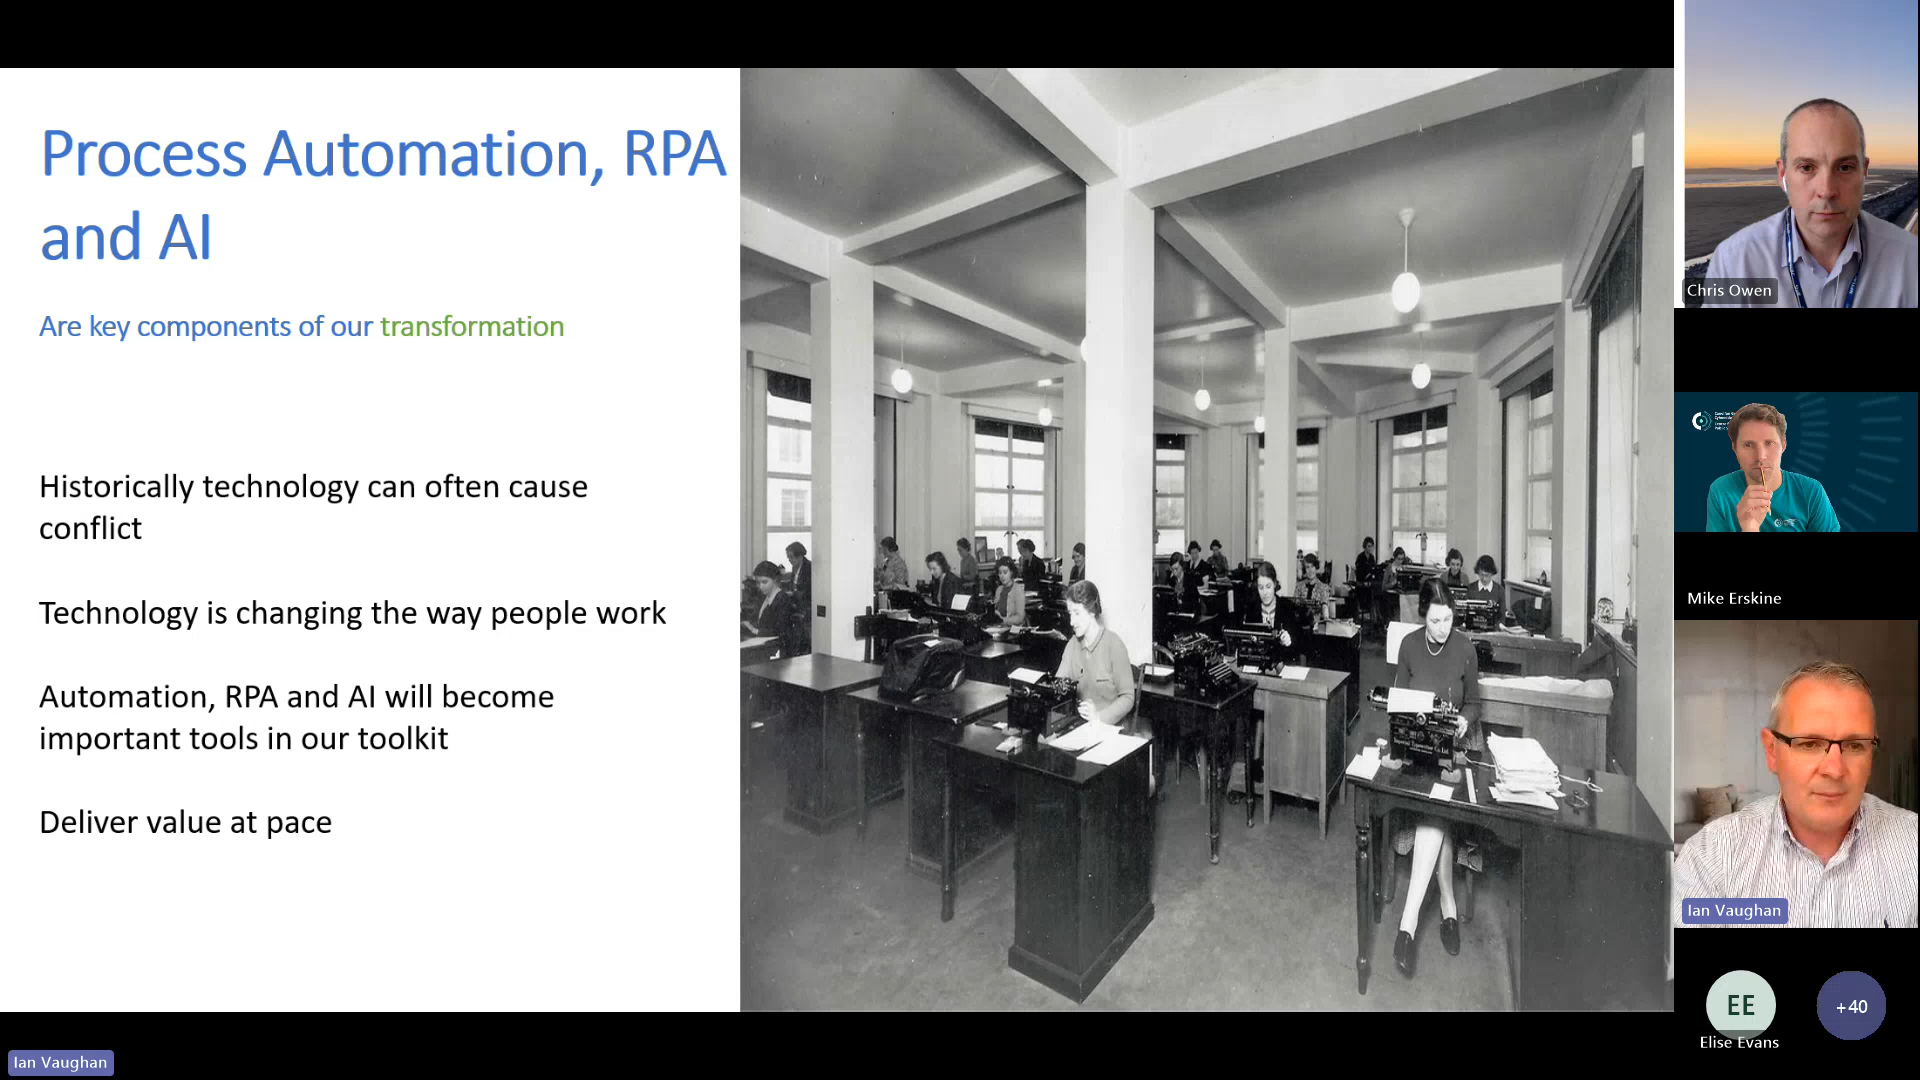 Process Automation, RPA
and AI
Are key components of our transformation
Historically technology can often cause
conflict
Technology is changing the way people work
Automation, RPA and AI will become
important tools in our toolkit
Deliver value at pace
Chris Owen
Mike Erskine
Ian Vaughan
EE
+40
Elise Evans
Ian Vaughan